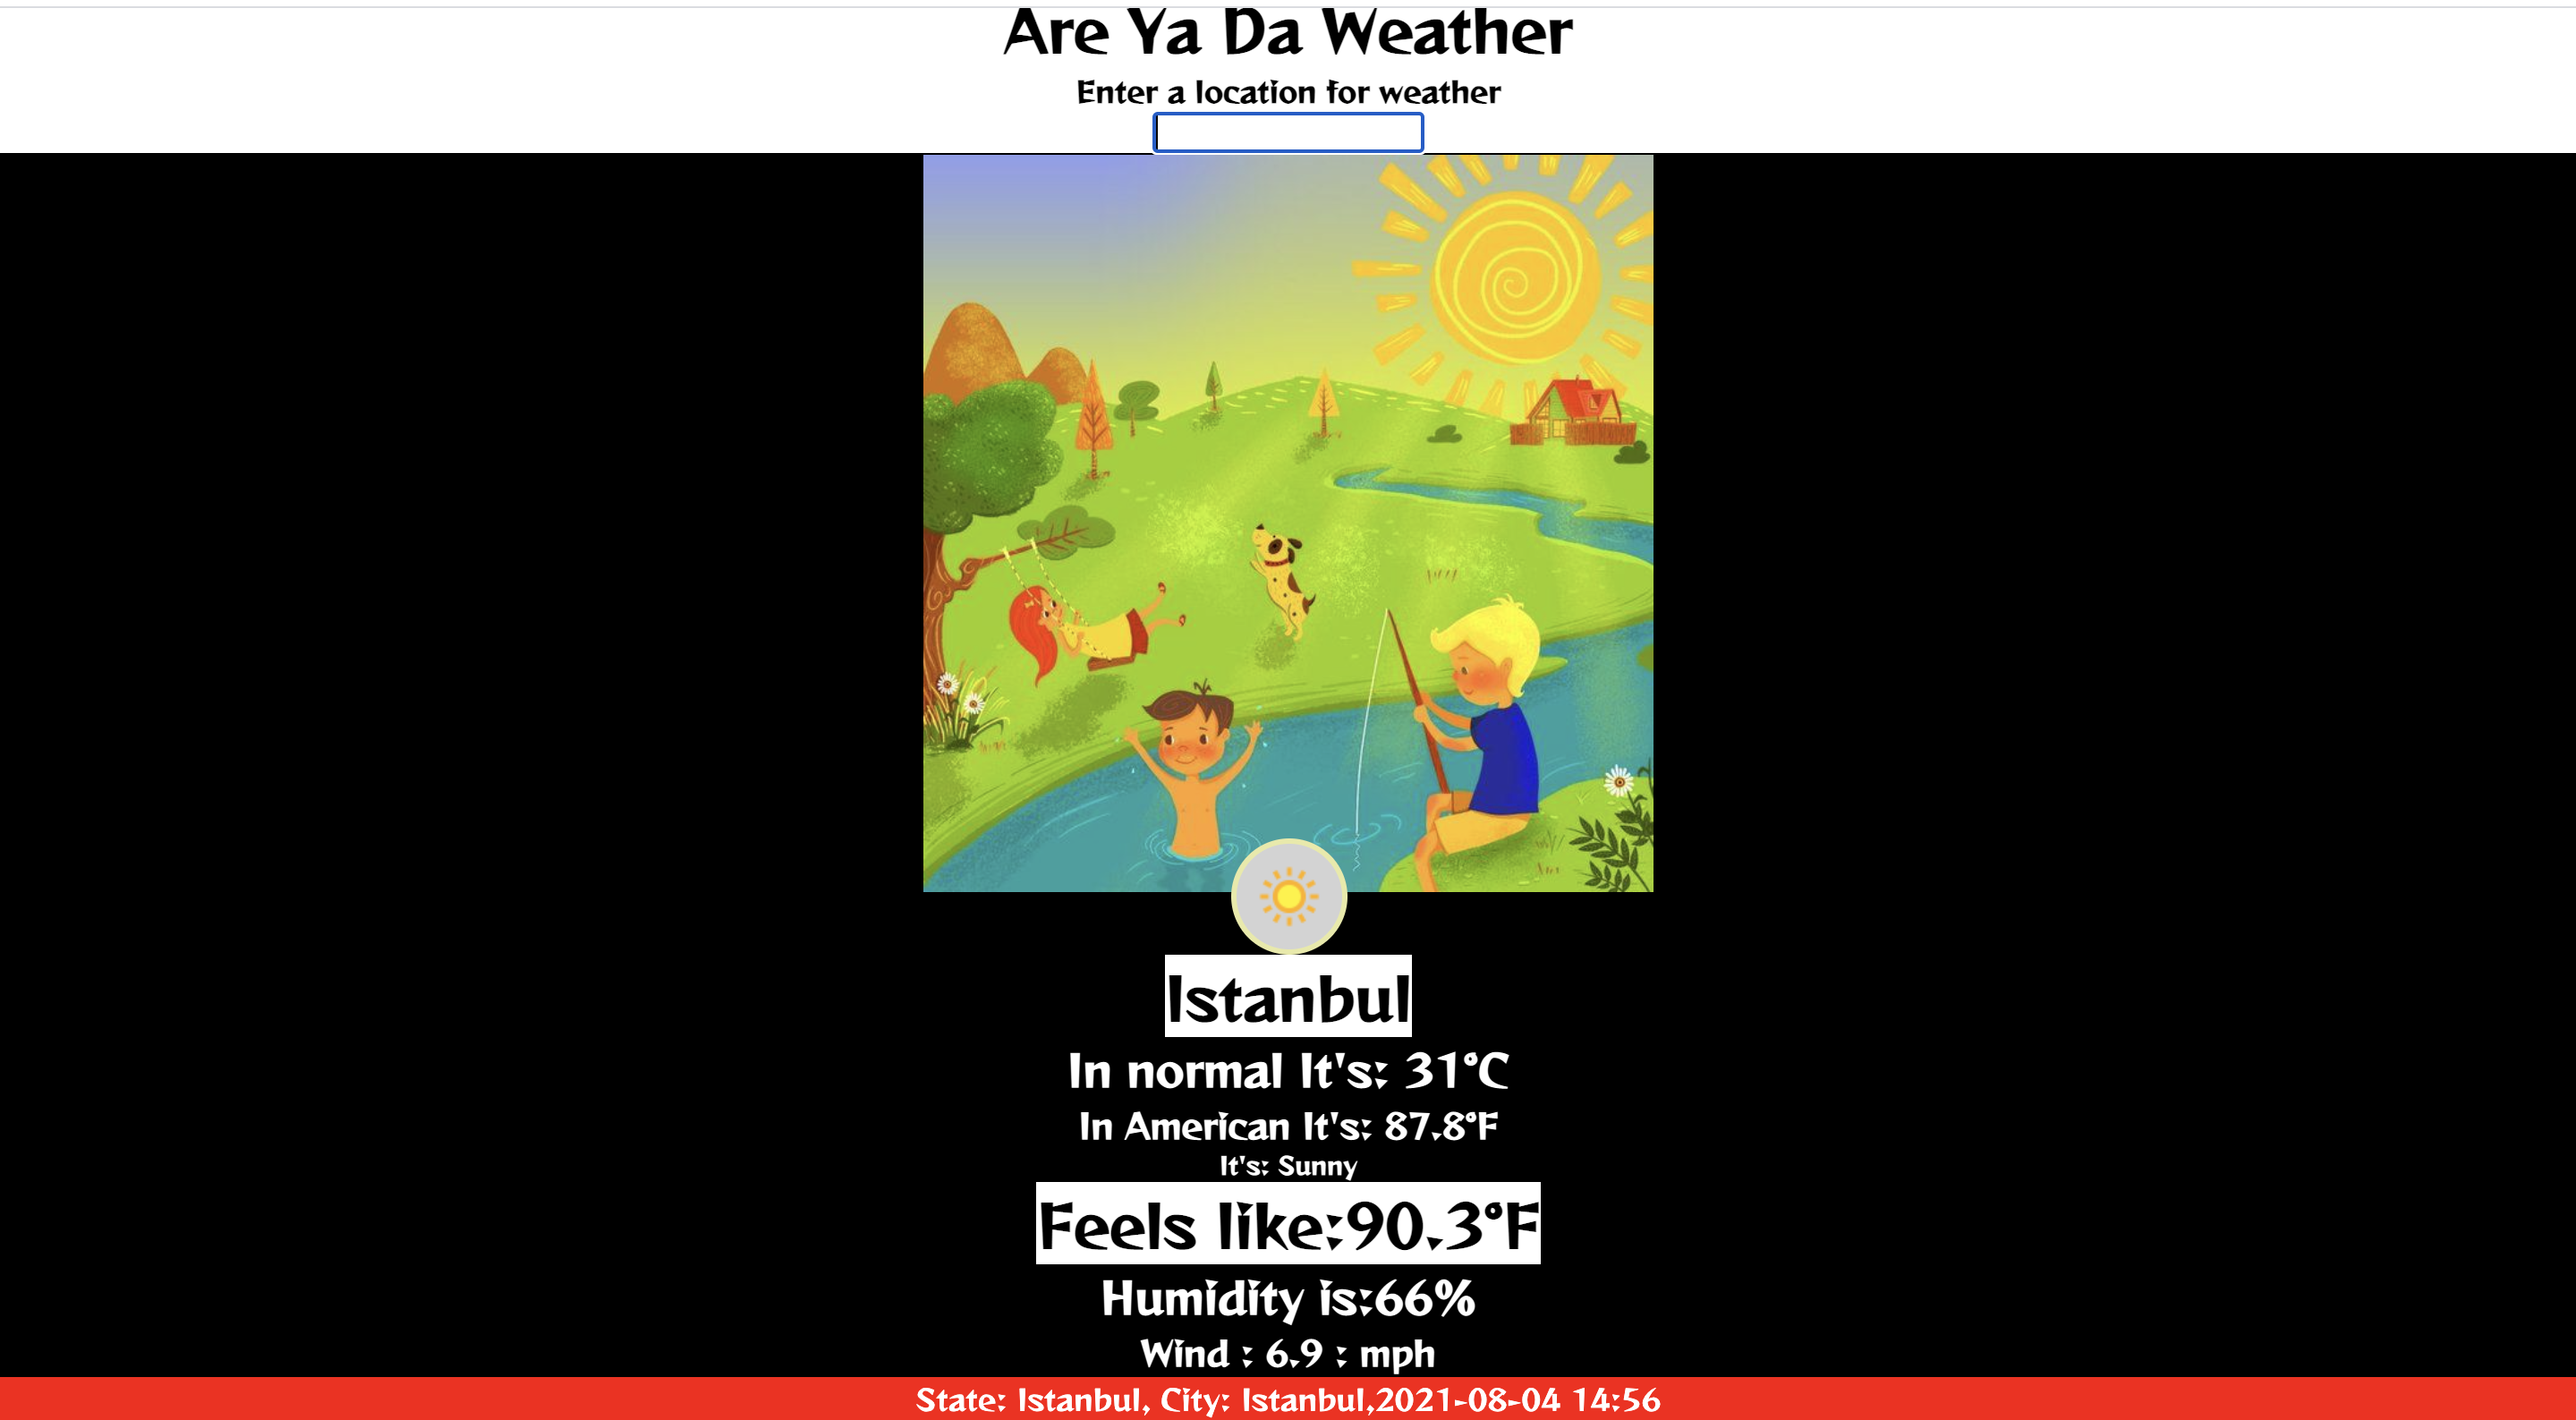 Are Ya Da Weather
Enter a location for weather
Istanbul
In normal It's: 31°C
In American It's: 87.8°F
It's: Sunny
Feels like:90.3°F
Humidity is:66%
Wind : 6.9 : mph
State: Istanbul, City: Istanbul,2021-08-04 14:56